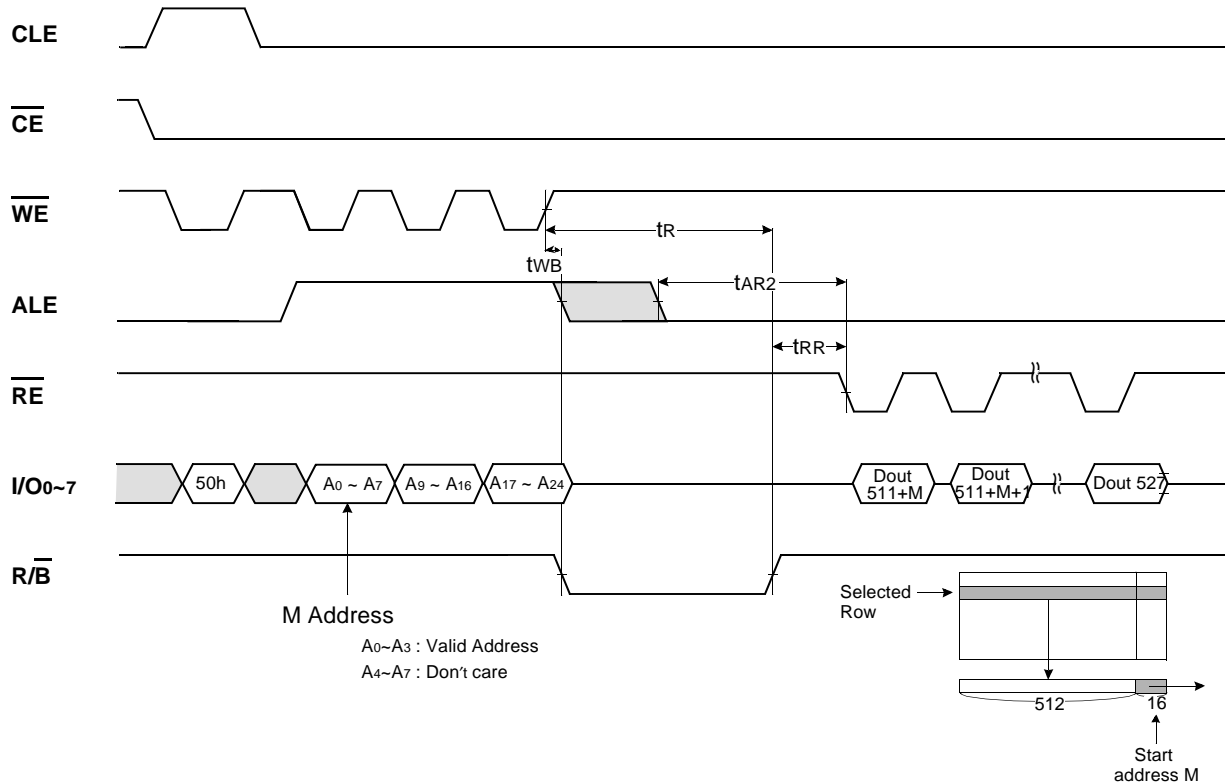 CLE
CE
WE
tR
tWB
ALE
tAR2
tRR
RE
I/O0~7
50h
A0 ~ A7
A9 ~ A16
A17 ~ A24
Dout
511+M
Dout
511+M+1
Dout 527
R/B
M Address
A0~A3 : Valid Address
A4~A7 : Don't care
Selected
Row
512
16
Start
address M